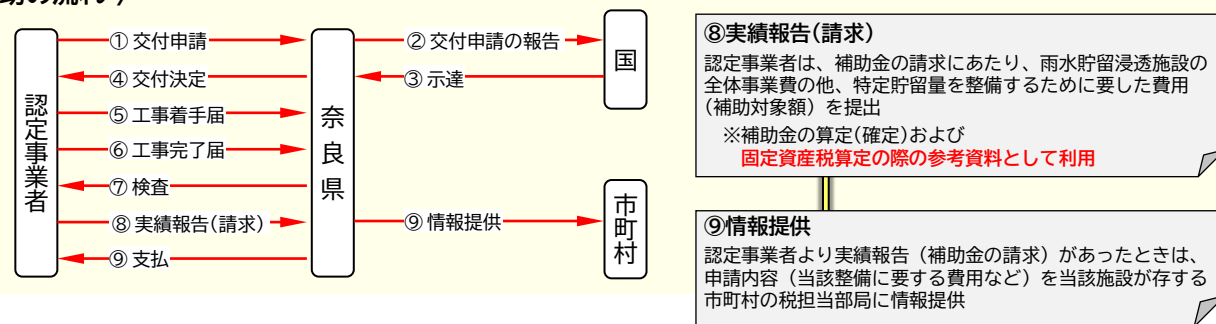 助の流れ)
認定事業者
① 交付申請
④ 交付決定
⑤ 工事着手届
⑥ 工事完了届
⑦ 検査
⑧ 実績報告(請求)
⑨ 支払
奈良県
② 交付申請の報告
③ 示達
⑨ 情報提供
国
市町村
⑧実績報告(請求)
認定事業者は、補助金の請求にあたり、雨水貯留浸透施設の
全体事業費の他、特定貯留量を整備するために要した費用
(補助対象額)を提出
※補助金の算定(確定)および
固定資産税算定の際の参考資料として利用
⑨情報提供
認定事業者より実績報告(補助金の請求)があったときは、
申請内容(当該整備に要する費用など)を当該施設が存する
市町村の税担当部局に情報提供